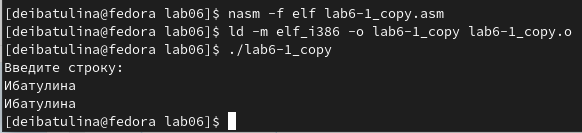 [deibatulina@fedora lab06]$ nasm -f elf lab6-1_copy.asm
[deibatulina@fedora lab06]$ ld -m elf_i386 -o lab6-1_copy lab6-1_copy.o
[deibatulina@fedora lab06]$ ./lab6-1_copy
Введите строку:
Ибатулина
Ибатулина
[deibatulina@fedora lab06]$